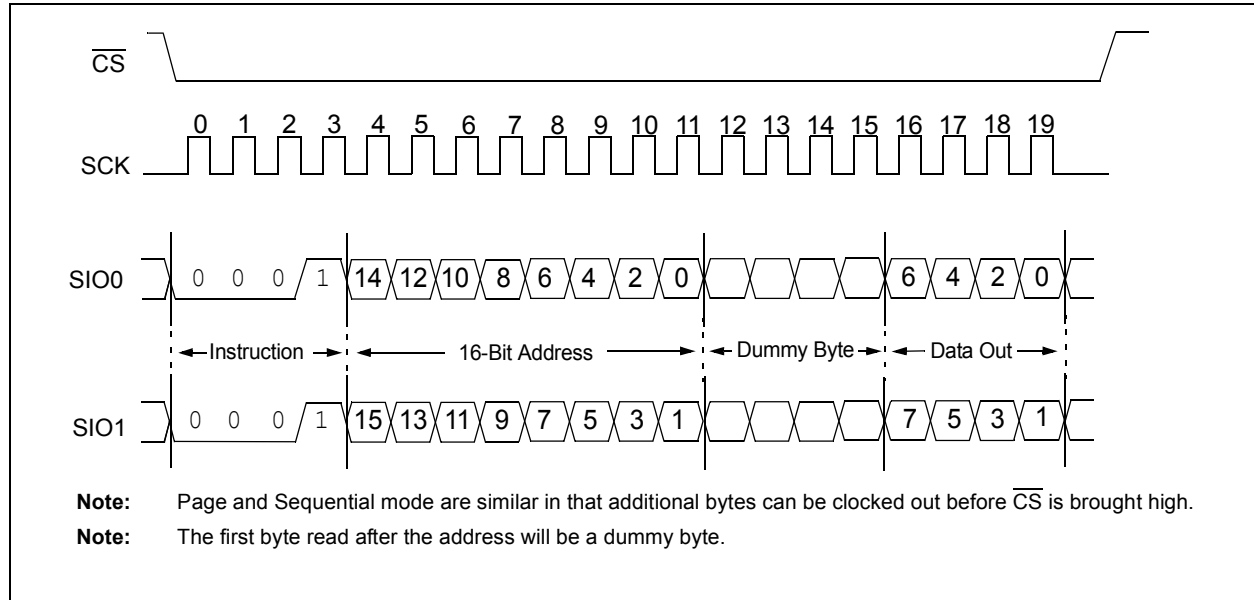 CS
0 1 2 3 4 5 6 7 8 9 10 11 12 13 14 15 16 17 18 19
SCK
SIO0 0 0 0 1 14 12 10 8 6 4 2 0 6 4 2 0
Instruction 16-Bit Address Dummy Byte Data Out
SIO1 0 0 0 1 15 13 11 9 7 5 3 1 7 5 3 1
Note: Page and Sequential mode are similar in that additional bytes can be clocked out before CS is brought high.
Note: The first byte read after the address will be a dummy byte.